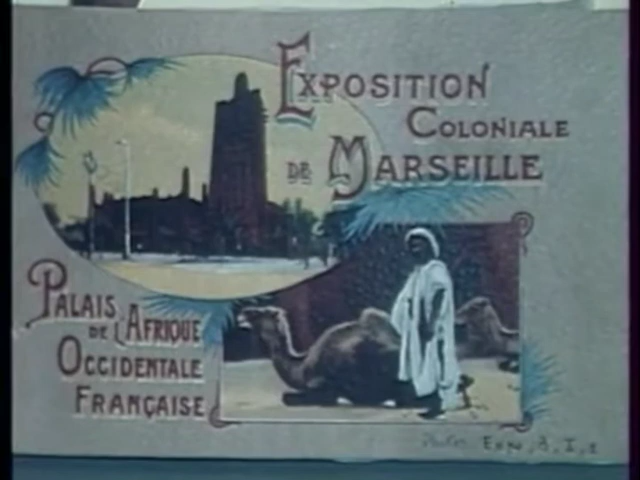 EXPOSITION
COLONIALE
DE MARSEILLE
PALAIS
DE L'AFRIQUE
OCCIDENTALE
FRANÇAISE